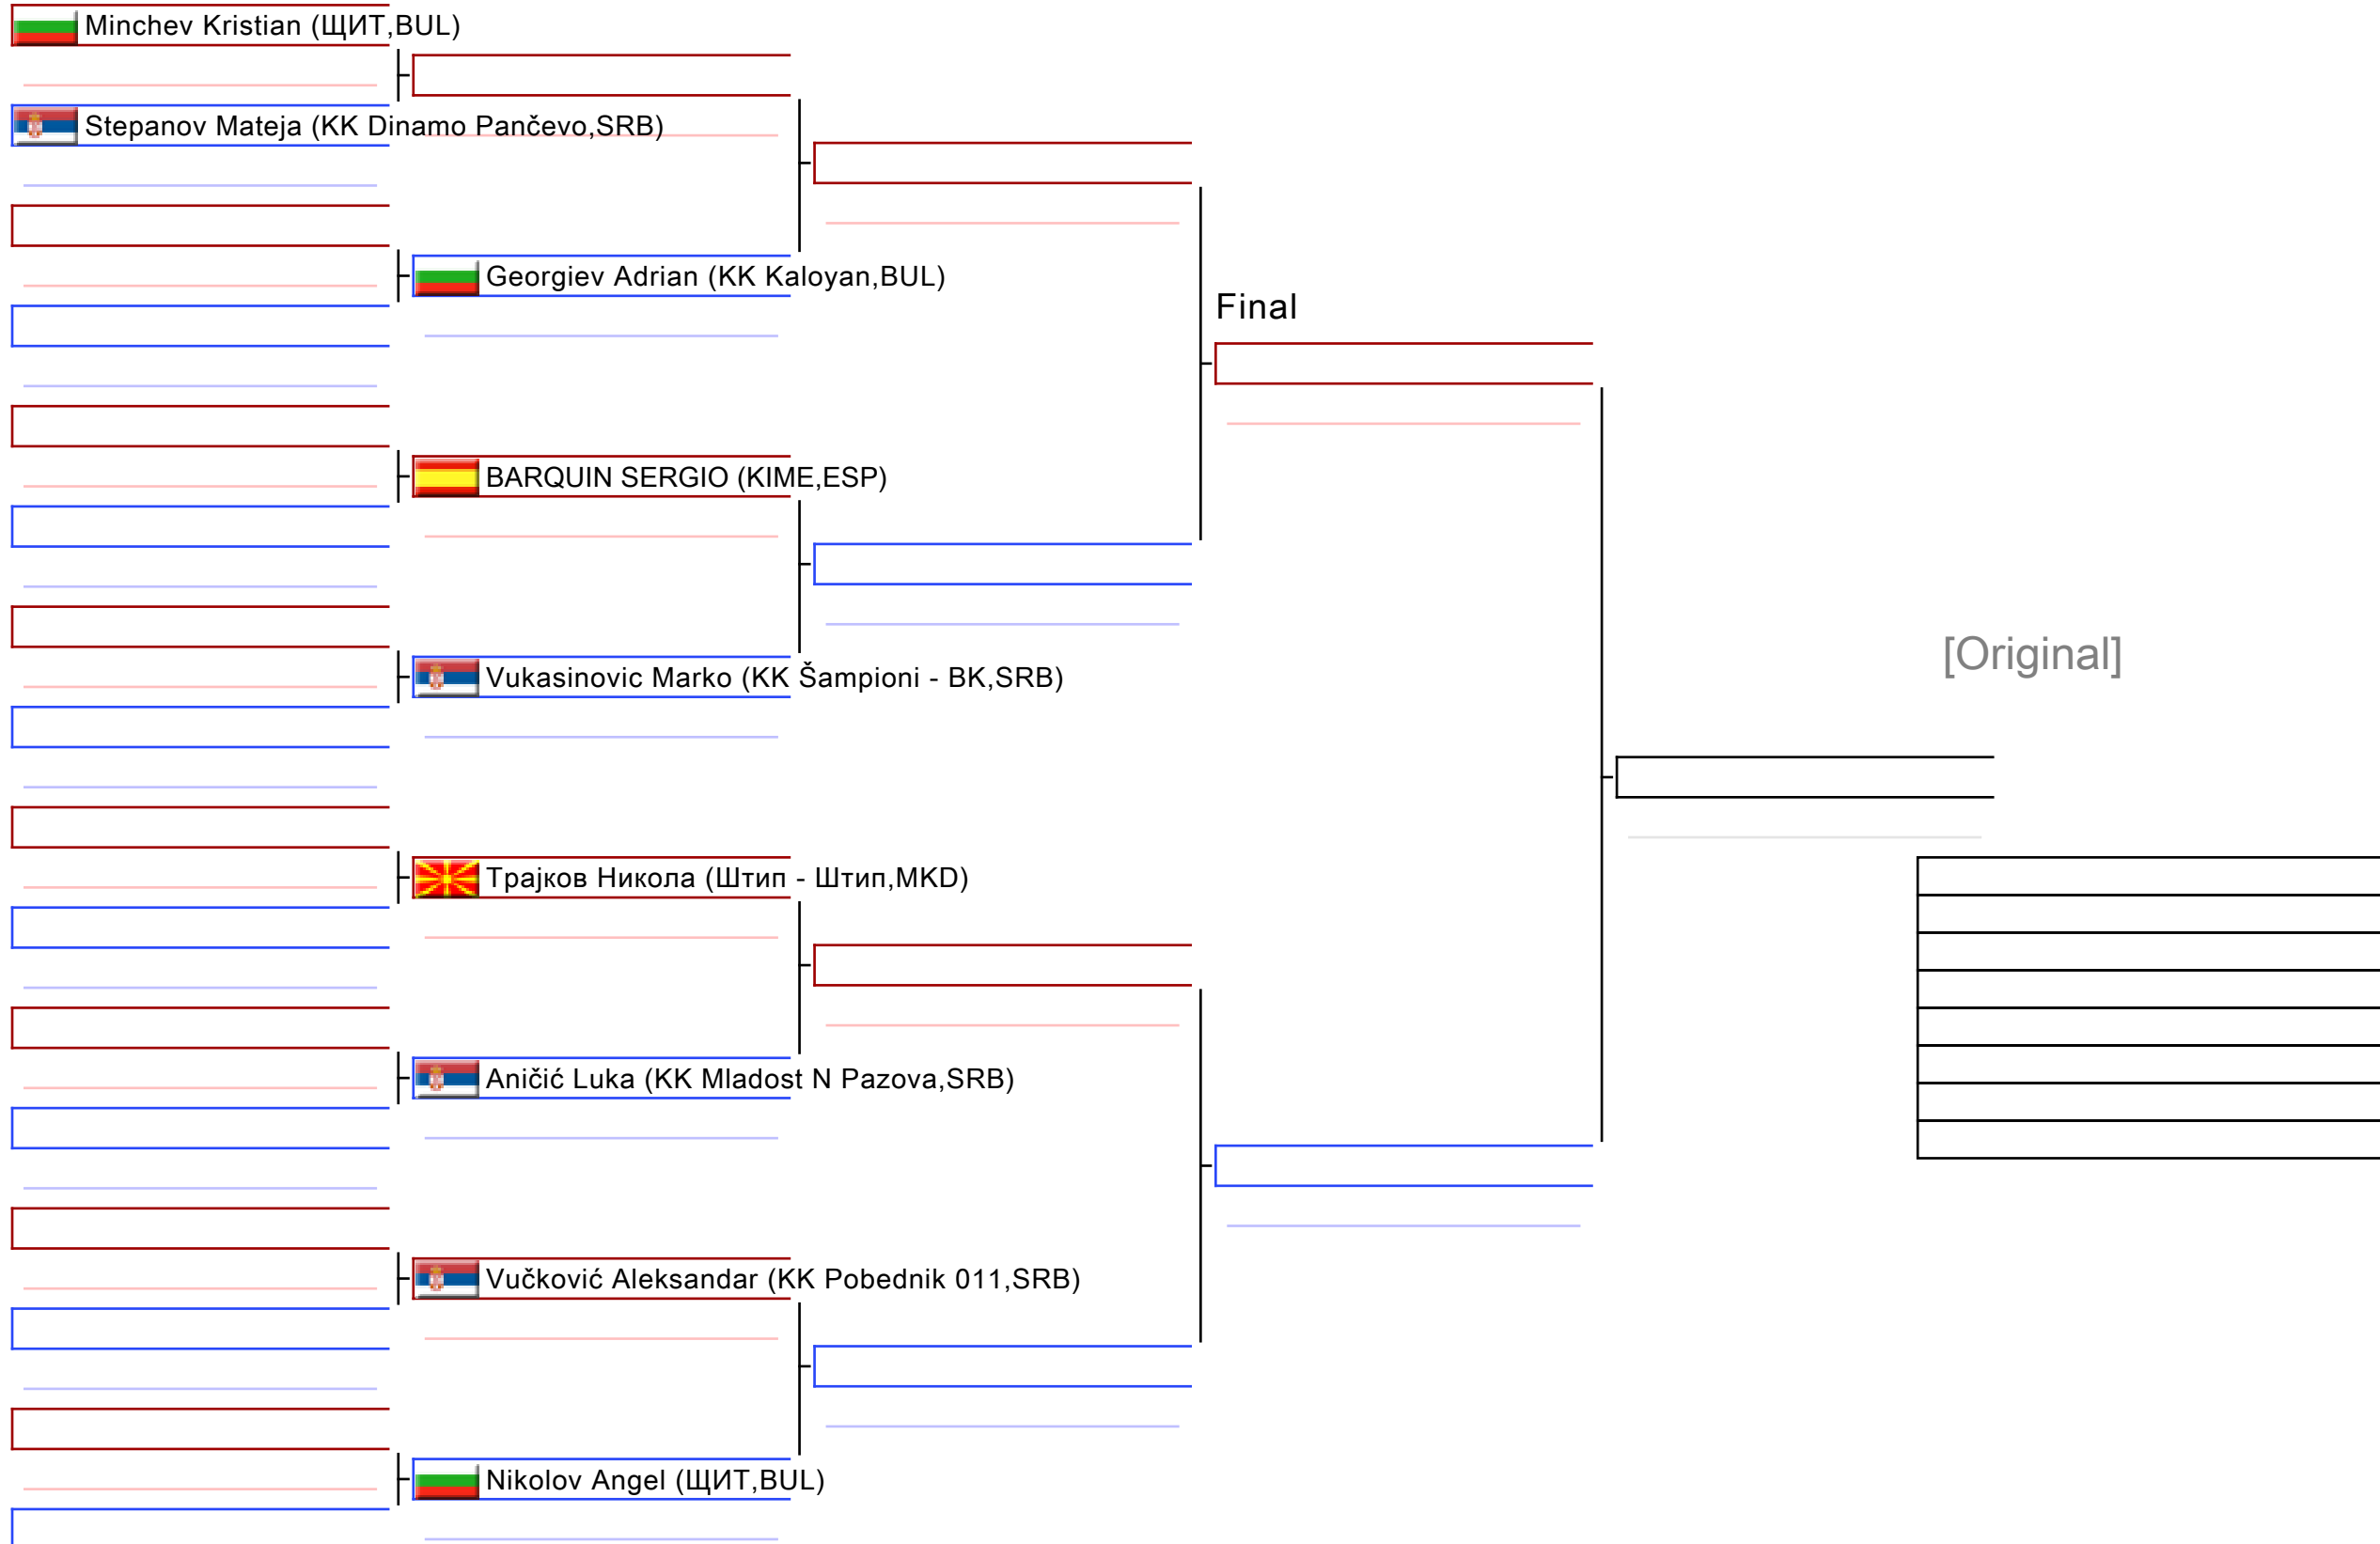 Minchev Kristian (ЩИТ,BUL)
Stepanov Mateja (KK Dinamo Pančevo,SRB)
Georgiev Adrian (KK Kaloyan,BUL)
Final
BARQUIN SERGIO (KIME,ESP)
[Original]
Vukasinovic Marko (KK Šampioni - BK,SRB)
Трајков Никола (Штип - Штип,MKD)
Aničić Luka (KK Mladost N Pazova,SRB)
Vučković Aleksandar (KK Pobednik 011,SRB)
Nikolov Angel (ЩИТ,BUL)